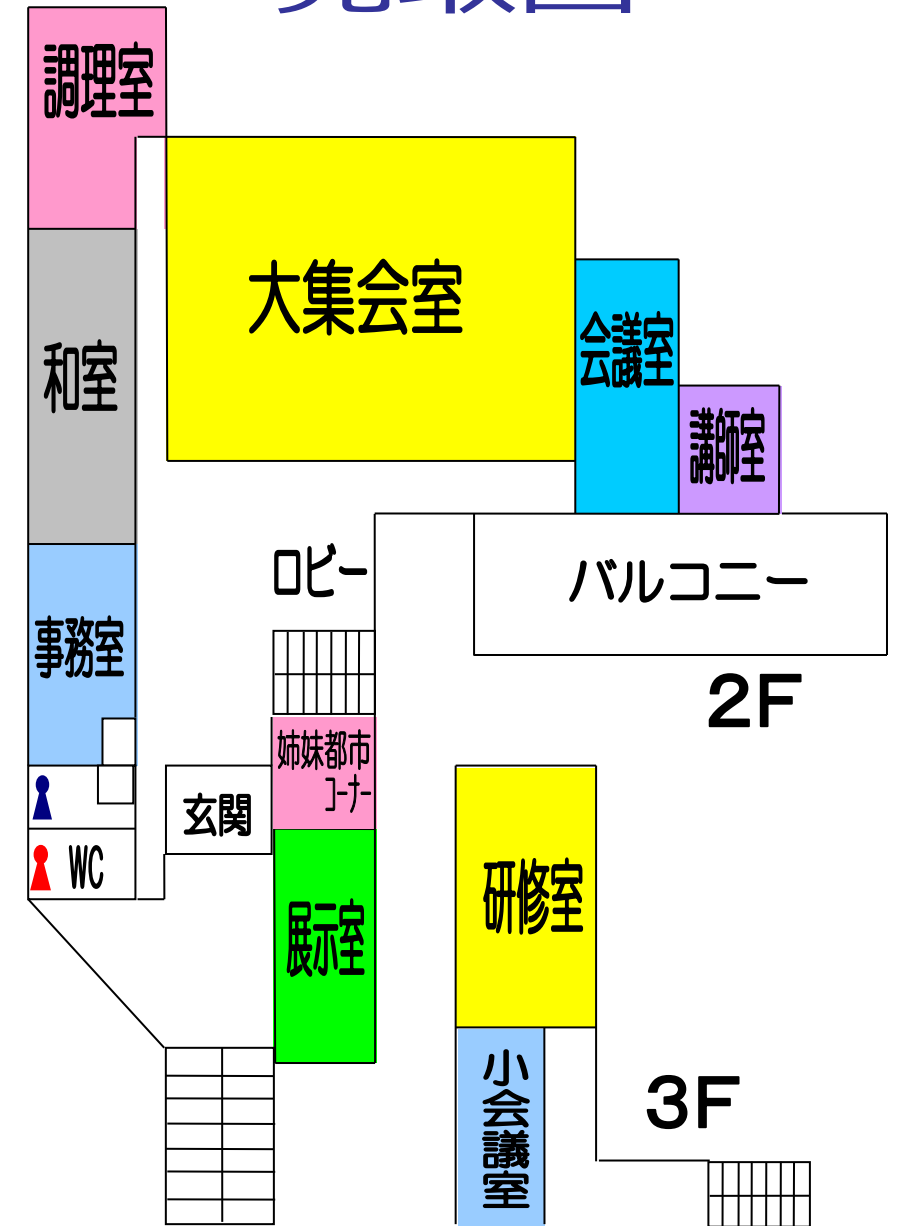 調理室
大集会室
会議室
和室
講師室
ロビー
バルコニー
事務室
2F
姉妹都市
コーナー
玄関
WC
研修室
展示室
小会議室
3F